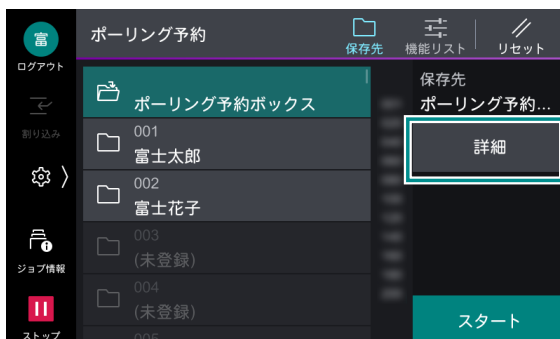 富
ログアウト
割り込み
ジョブ情報
ストップ
ポーリング予約
保存先
機能リスト
リセット
ポーリング予約ボックス
001
富士太郎
002
富士花子
003
(未登録)
004
(未登録)
005
保存先
ポーリング予約...
詳細
スタート